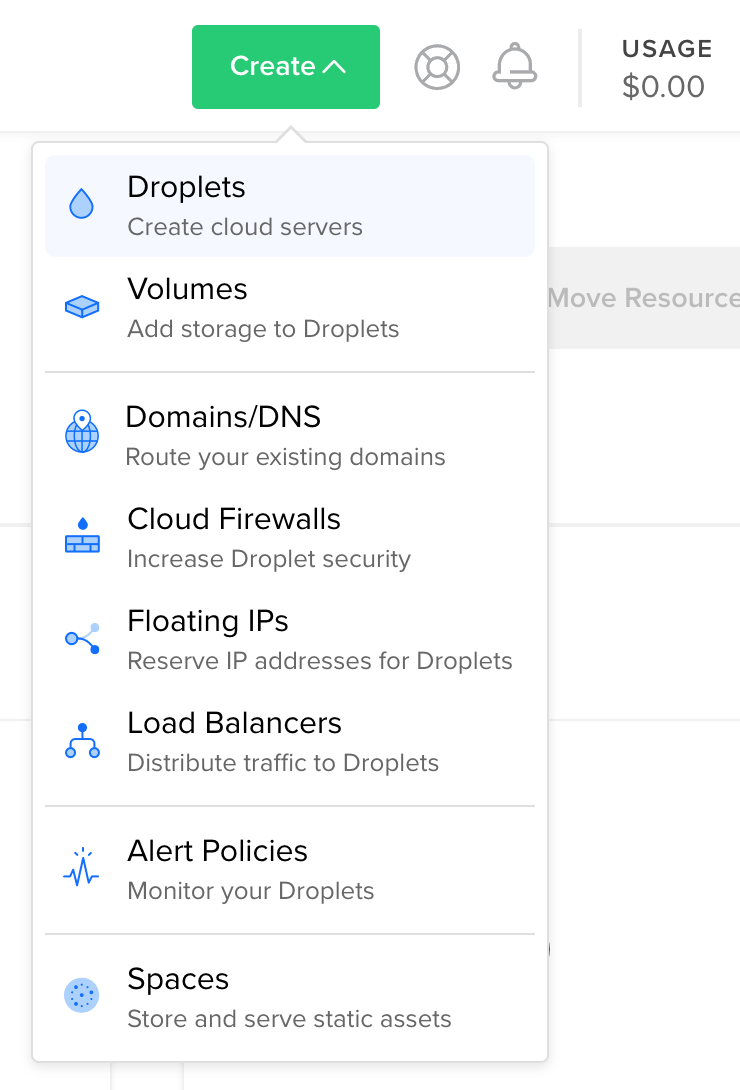 Create
USAGE
$0.00
Droplets
Create cloud servers
Volumes
Add storage to Droplets
Move Resource
Domains/DNS
Route your existing domains
Cloud Firewalls
Increase Droplet security
Floating IPs
Reserve IP addresses for Droplets
Load Balancers
Distribute traffic to Droplets
Alert Policies
Monitor your Droplets
Spaces
Store and serve static assets